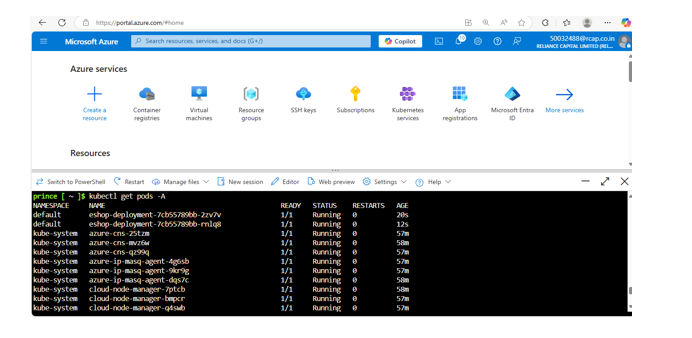 https://portal.azure.com/#home
Microsoft Azure
Search resources, services, and docs (G+/)
Copilot
50032488@rcap.co.in
RELIANCE CAPITAL LIMITED (REL...
Azure services
Create a resource
Container registries
Virtual machines
Resource groups
SSH keys
Subscriptions
Kubernetes services
App registrations
Microsoft Entra ID
More services
Resources
Switch to PowerShell Restart Manage files New session Editor Web preview Settings Help
prince [ ~ ]$ kubectl get pods -A
NAMESPACE NAME READY STATUS RESTARTS AGE
default eshop-deployment-7cb55789bb-2zv7v 1/1 Running 0 20s
default eshop-deployment-7cb55789bb-rnlq8 1/1 Running 0 12s
kube-system azure-cns-25tzm 1/1 Running 0 57m
kube-system azure-cns-mvz6w 1/1 Running 0 58m
kube-system azure-cns-qz99q 1/1 Running 0 57m
kube-system azure-ip-masq-agent-4g6sb 1/1 Running 0 57m
kube-system azure-ip-masq-agent-9kr9g 1/1 Running 0 57m
kube-system azure-ip-masq-agent-dqs7c 1/1 Running 0 58m
kube-system cloud-node-manager-7ptcb 1/1 Running 0 58m
kube-system cloud-node-manager-bmpcr 1/1 Running 0 57m
kube-system cloud-node-manager-q4swb 1/1 Running 0 57m